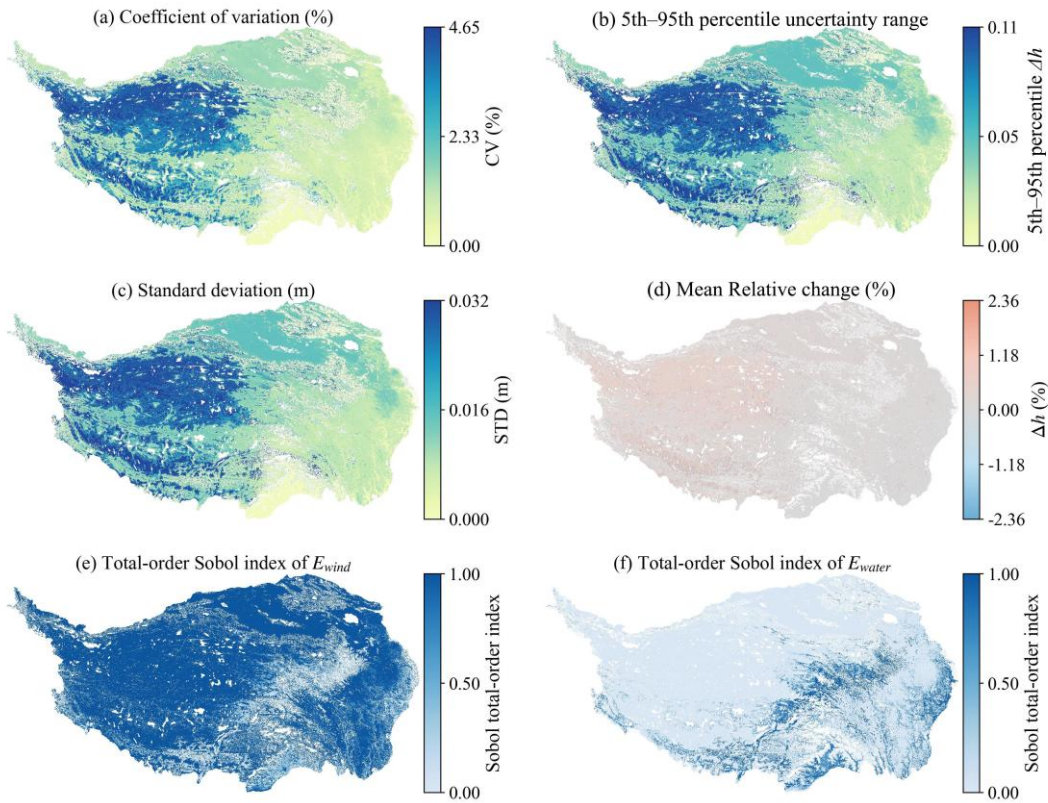 (a) Coefficient of variation (%)
4.65
2.33
0.00
CV (%)
(b) 5th–95th percentile uncertainty range
0.11
0.05
0.00
5th–95th percentile Δh
(c) Standard deviation (m)
0.032
0.016
0.000
STD (m)
(d) Mean Relative change (%)
2.36
1.18
0.00
-1.18
-2.36
Δh (%)
(e) Total-order Sobol index of E_wind
1.00
0.50
0.00
Sobol total-order index
(f) Total-order Sobol index of E_water
1.00
0.50
0.00
Sobol total-order index